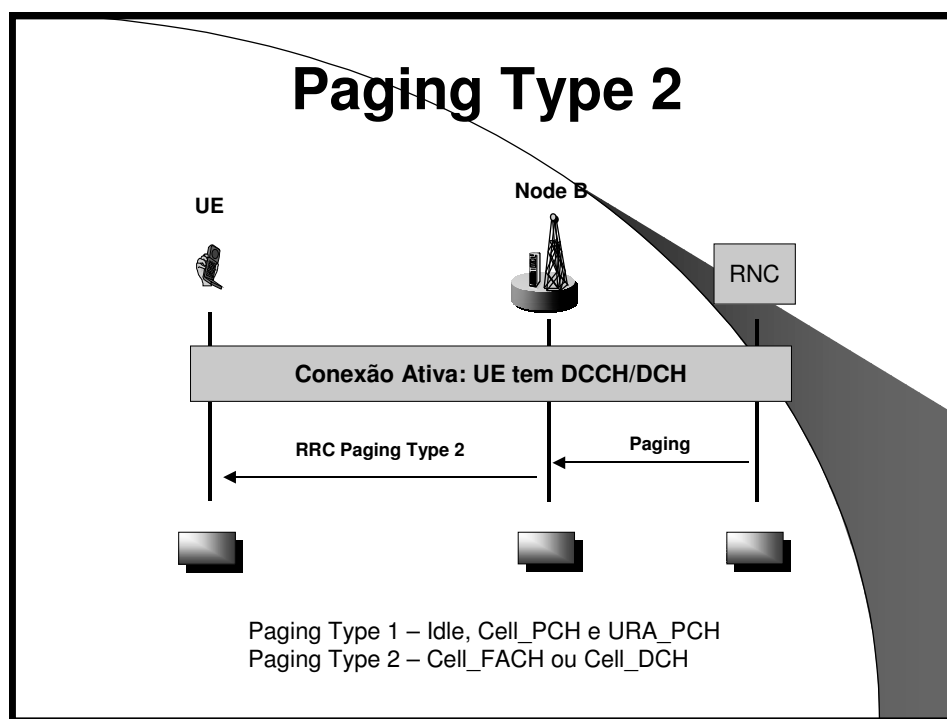 Paging Type 2
UE
Node B
RNC
Conexão Ativa: UE tem DCCH/DCH
RRC Paging Type 2
Paging
Paging Type 1 – Idle, Cell_PCH e URA_PCH
Paging Type 2 – Cell_FACH ou Cell_DCH